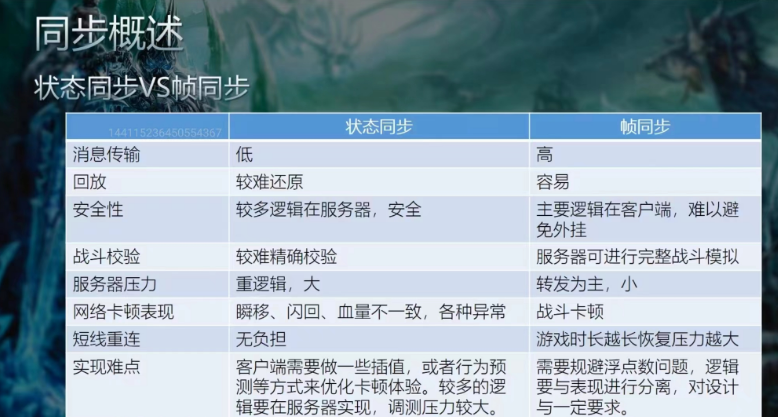 同步概述
状态同步VS帧同步
144115236450554367 状态同步 帧同步
消息传输 低 高
回放 较难还原 容易
安全性 较多逻辑在服务器，安全 主要逻辑在客户端，难以避
免外挂
战斗校验 较难精确校验 服务器可进行完整战斗模拟
服务器压力 重逻辑，大 转发为主，小
网络卡顿表现 瞬移、闪回、血量不一致，各种异常 战斗卡顿
短线重连 无负担 游戏时长越长恢复压力越大
实现难点 客户端需要做一些插值，或者行为预 需要规避浮点数问题，逻辑
测等方式来优化卡顿体验。较多的逻 要与表现进行分离，对设计
辑要在服务器实现，调测压力较大。 与一定要求。